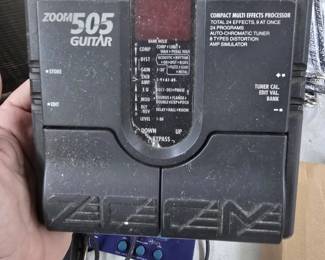 ZOOM 505
GUITAR
COMPACT MULTI EFFECTS PROCESSOR
TOTAL 24 EFFECTS, 9 AT ONCE
24 PROGRAMS
AUTO-CHROMATIC TUNER
8 TYPES DISTORTION
AMP SIMULATOR
BANK HOLD
COMP
DIST
GAIN
AMP
EQ
MOD
REV
DLY
LEVEL
STORE
EDIT
TUNER CAL.
EDIT VAL.
BANK
DOWN UP
BYPASS
ZOOM